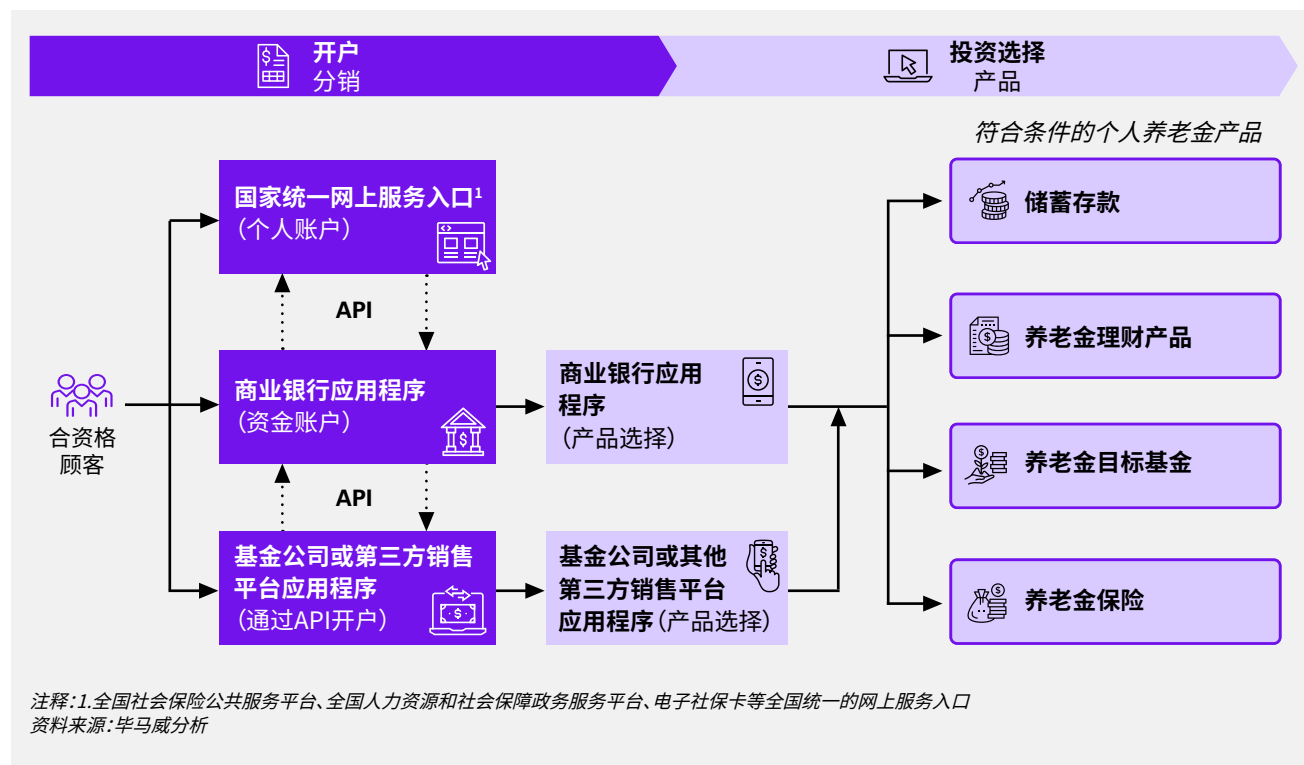 开户
分销
投资选择
产品
符合条件的个人养老金产品
国家统一网上服务入口¹
（个人账户）
API
商业银行应用程序
（资金账户）
API
基金公司或第三方销售
平台应用程序
（通过API开户）
合资格
顾客
商业银行应用
程序
（产品选择）
基金公司或其他
第三方销售平台
应用程序（产品选择）
储蓄存款
养老金理财产品
养老金目标基金
养老金保险
注释：1.全国社会保险公共服务平台、全国人力资源和社会保障政务服务平台、电子社保卡等全国统一的网上服务入口
资料来源：毕马威分析